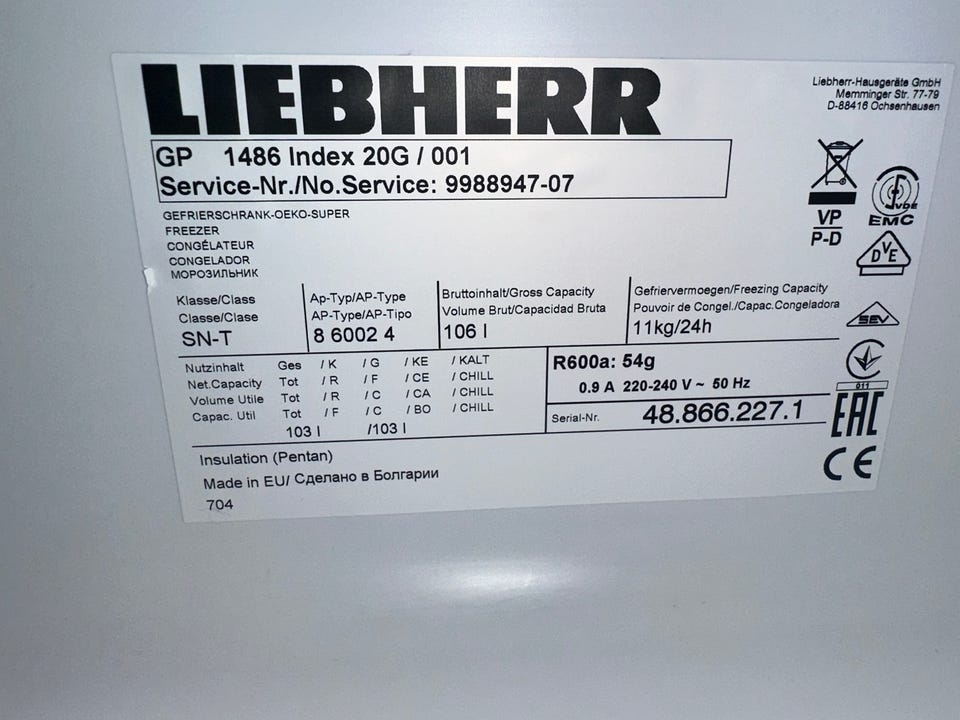 LIEBHERR
Liebherr-Hausgeräte GmbH
Memminger Str. 77-79
D-88416 Ochsenhausen
GP 1486 Index 20G / 001
Service-Nr./No.Service: 9988947-07
GEFRIERSCHRANK-OEKO-SUPER
FREEZER
CONGÉLATEUR
CONGELADOR
МОРОЗИЛЬНИК
VP
P-D
VDE
EMC
DVE
SEV
011
EAC
CE
Klasse/Class
Classe/Clase
SN-T
Ap-Typ/AP-Type
AP-Type/AP-Tipo
8 6002 4
Bruttoinhalt/Gross Capacity
Volume Brut/Capacidad Bruta
106 l
Gefriervermoegen/Freezing Capacity
Pouvoir de Congel./Capac.Congeladora
11kg/24h
Nutzinhalt Ges / K / G / KE / KALT
Net.Capacity Tot / R / F / CE / CHILL
Volume Utile Tot / R / C / CA / CHILL
Capac. Util Tot / F / C / BO / CHILL
103 l /103 l
R600a: 54g
0.9 A 220-240 V ~ 50 Hz
Serial-Nr. 48.866.227.1
Insulation (Pentan)
Made in EU/ Сделано в Болгарии
704